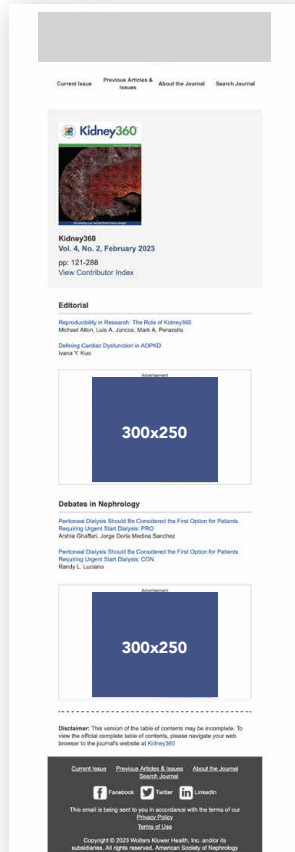 Current Issue
Previous Articles &
Issues
About the Journal
Search Journal
Kidney360
Kidney360
Vol. 4, No. 2, February 2023
pp: 121-288
View Contributor Index
Editorial
Reproducibility in Research: The Role of Kidney360
Michael Allon, Luis A. Juncos, Mark A. Perazella
Defining Cardiac Dysfunction in ADPKD
Ivana Y. Kuo
Advertisement
300x250
Debates in Nephrology
Peritoneal Dialysis Should Be Considered the First Option for Patients
Requiring Urgent Start Dialysis: PRO
Arshia Ghaffari, Jorge Doria Medina Sanchez
Peritoneal Dialysis Should Be Considered the First Option for Patients
Requiring Urgent Start Dialysis: CON
Randy L. Luciano
Advertisement
300x250
Disclaimer: This version of the table of contents may be incomplete. To
view the official complete table of contents, please navigate your web
browser to the journal's website at Kidney360
Current Issue Previous Articles & Issues About the Journal
Search Journal
Facebook Twitter LinkedIn
This email is being sent to you in accordance with the terms of our
Privacy Policy
Terms of Use
Copyright © 2023 Wolters Kluwer Health, Inc. and/or its
subsidiaries. All rights reserved. American Society of Nephrology